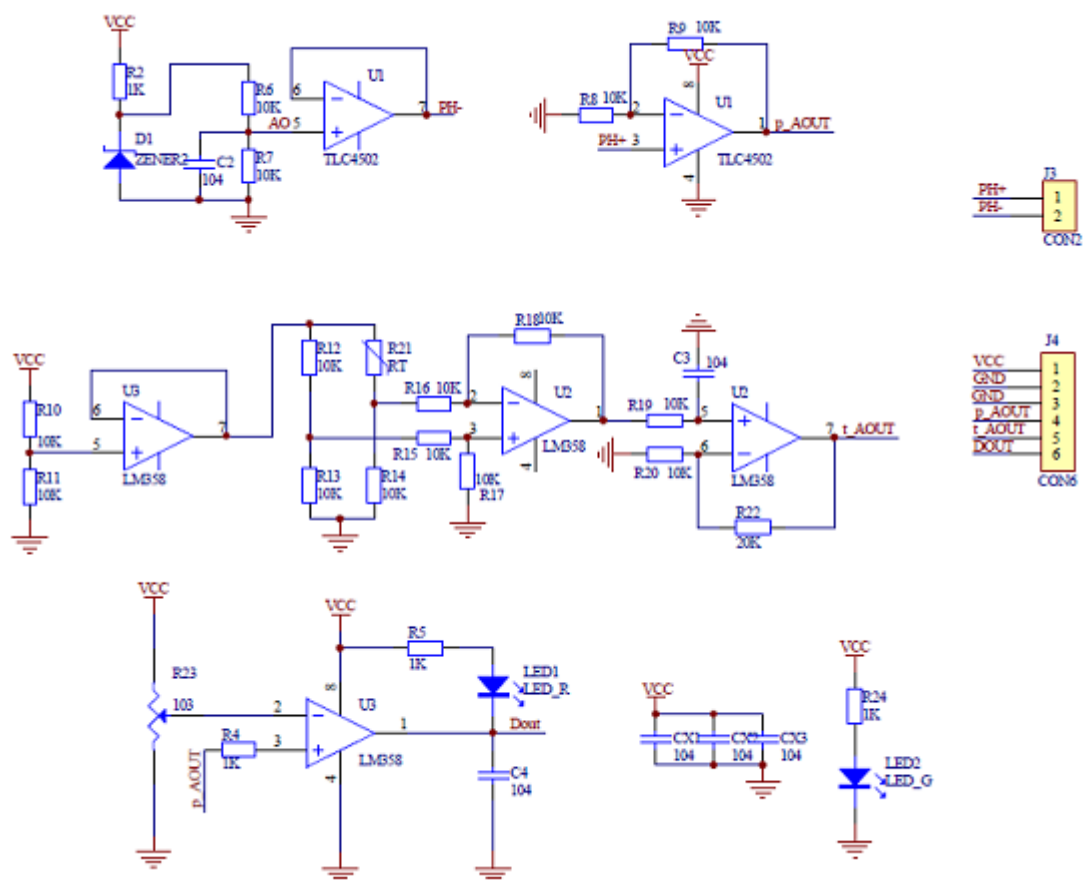 VCC
R2
1K
D1
ZENER2
C2
104
R6
10K
AO
R7
10K
5
6
7
U1
TLC4502
PH-
R9 10K
VCC
R8 10K
PH+
2
3
8
4
1
U1
TLC4502
p_AOUT
J3
PH+ 1
PH- 2
CON2
VCC
R10
10K
R11
10K
U3
6
5
7
LM358
R12
10K
R21
RT
R13
10K
R14
10K
R16 10K
R15 10K
10K
R17
R18 10K
2
3
8
4
1
U2
LM358
R19 10K
R20 10K
C3 104
5
6
7
U2
LM358
t_AOUT
R22
20K
J4
VCC 1
GND 2
GND 3
p_AOUT 4
t_AOUT 5
DOUT 6
CON6
VCC
R23
103
p_AOUT
R4
1K
VCC
2
3
8
4
1
U3
LM358
R5
1K
LED1
LED_R
Dout
C4
104
VCC
CX1
104
CX2
104
CX3
104
VCC
R24
1K
LED2
LED_G